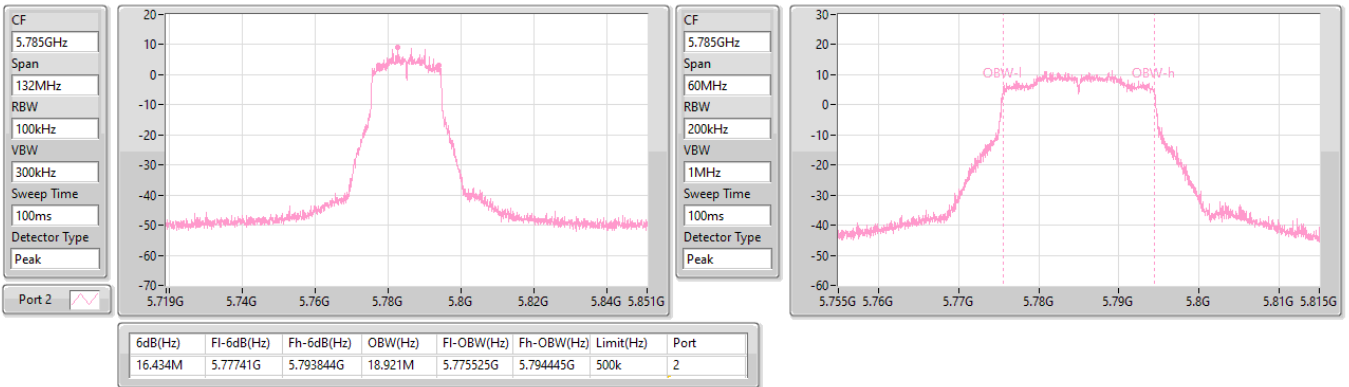 CF
5.785GHz
Span
132MHz
RBW
100kHz
VBW
300kHz
Sweep Time
100ms
Detector Type
Peak
Port 2
20
10
0
-10
-20
-30
-40
-50
-60
-70
5.719G 5.74G 5.76G 5.78G 5.8G 5.82G 5.84G 5.851G
CF
5.785GHz
Span
60MHz
RBW
200kHz
VBW
1MHz
Sweep Time
100ms
Detector Type
Peak
30
20
10
0
-10
-20
-30
-40
-50
-60
OBW-l OBW-h
5.755G 5.76G 5.77G 5.78G 5.79G 5.8G 5.81G 5.815G
6dB(Hz) Fl-6dB(Hz) Fh-6dB(Hz) OBW(Hz) Fl-OBW(Hz) Fh-OBW(Hz) Limit(Hz) Port
16.434M 5.77741G 5.793844G 18.921M 5.775525G 5.794445G 500k 2